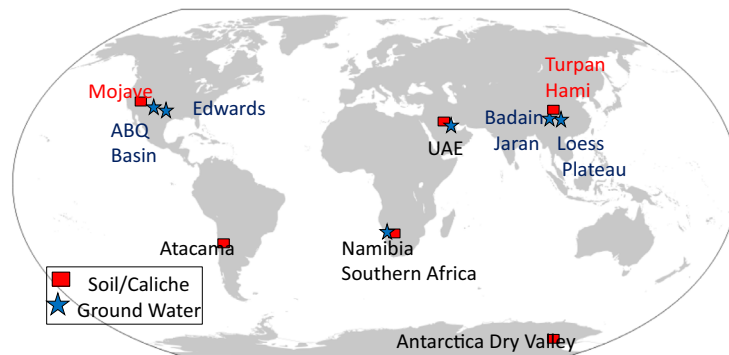 Turpan
Hami
Mojave
Edwards
ABQ
Basin
Badain
Jaran
UAE
Loess
Plateau
Atacama
Namibia
Southern Africa
Soil/Caliche
Ground Water
Antarctica Dry Valley